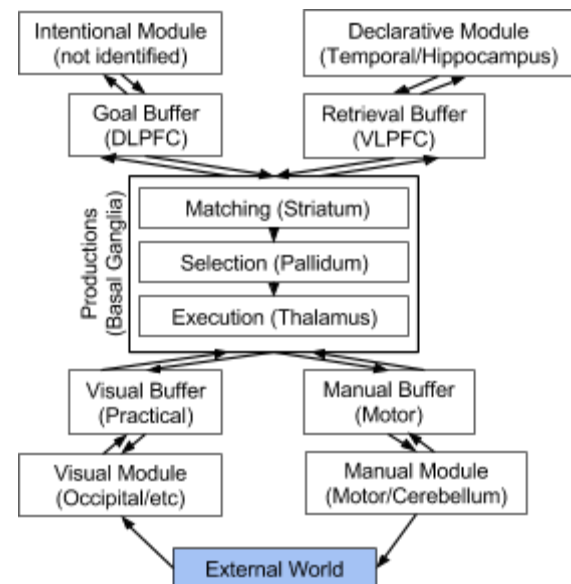 Intentional Module
(not identified)
Declarative Module
(Temporal/Hippocampus)
Goal Buffer
(DLPFC)
Retrieval Buffer
(VLPFC)
Productions
(Basal Ganglia)
Matching (Striatum)
Selection (Pallidum)
Execution (Thalamus)
Visual Buffer
(Practical)
Manual Buffer
(Motor)
Visual Module
(Occipital/etc)
Manual Module
(Motor/Cerebellum)
External World